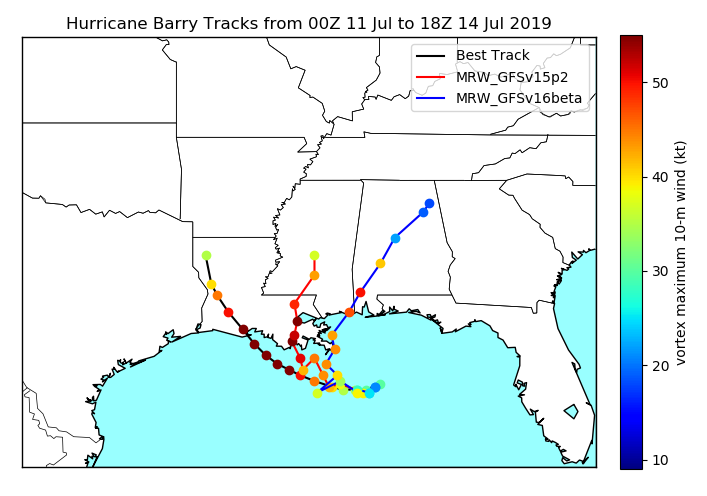 Hurricane Barry Tracks from 00Z 11 Jul to 18Z 14 Jul 2019
Best Track
MRW_GFSv15p2
MRW_GFSv16beta
50
40
30
20
10
vortex maximum 10-m wind (kt)